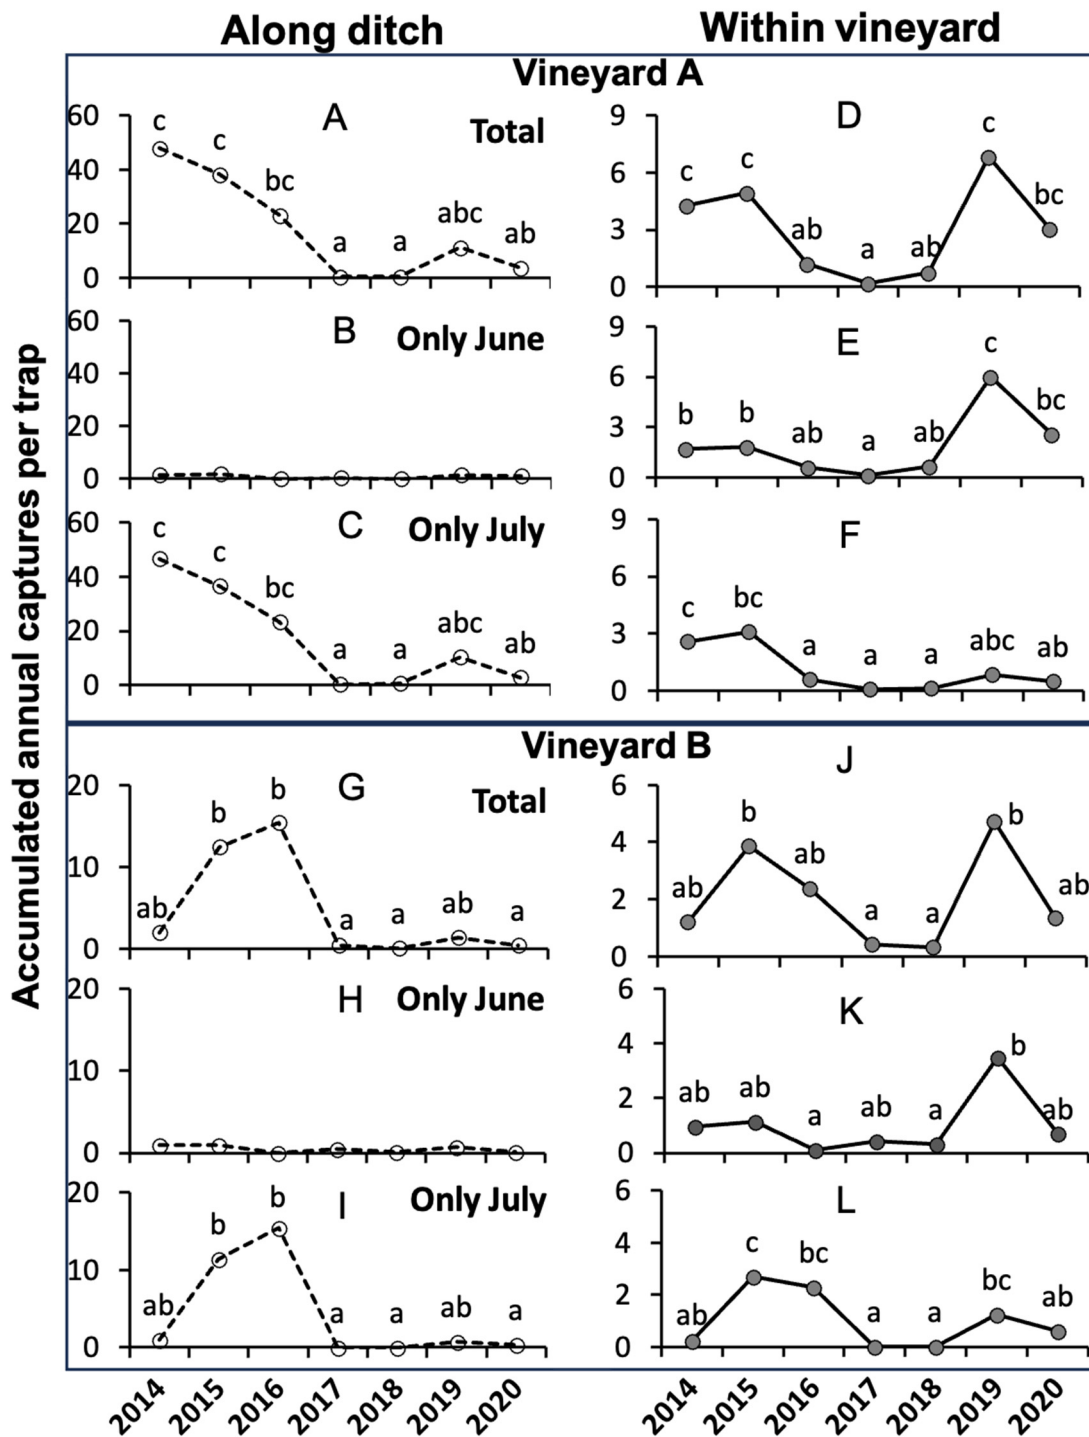 Along ditch Within vineyard
Vineyard A
A Total
60
40
20
0
c c bc a a abc ab
D
9
6
3
0
c c ab a ab c bc
B Only June
60
40
20
0
E
9
6
3
0
b b ab a ab c bc
C Only July
60
40
20
0
c c bc a a abc ab
F
9
6
3
0
c bc a a a abc ab
Vineyard B
G Total
20
10
0
ab b b a a ab a
J
6
4
2
0
ab b ab a a b ab
H Only June
20
10
0
K
6
4
2
0
ab ab a ab a b ab
I Only July
20
10
0
ab b b a a ab a
L
6
4
2
0
ab c bc a a bc ab
2014 2015 2016 2017 2018 2019 2020
2014 2015 2016 2017 2018 2019 2020
Accumulated annual captures per trap